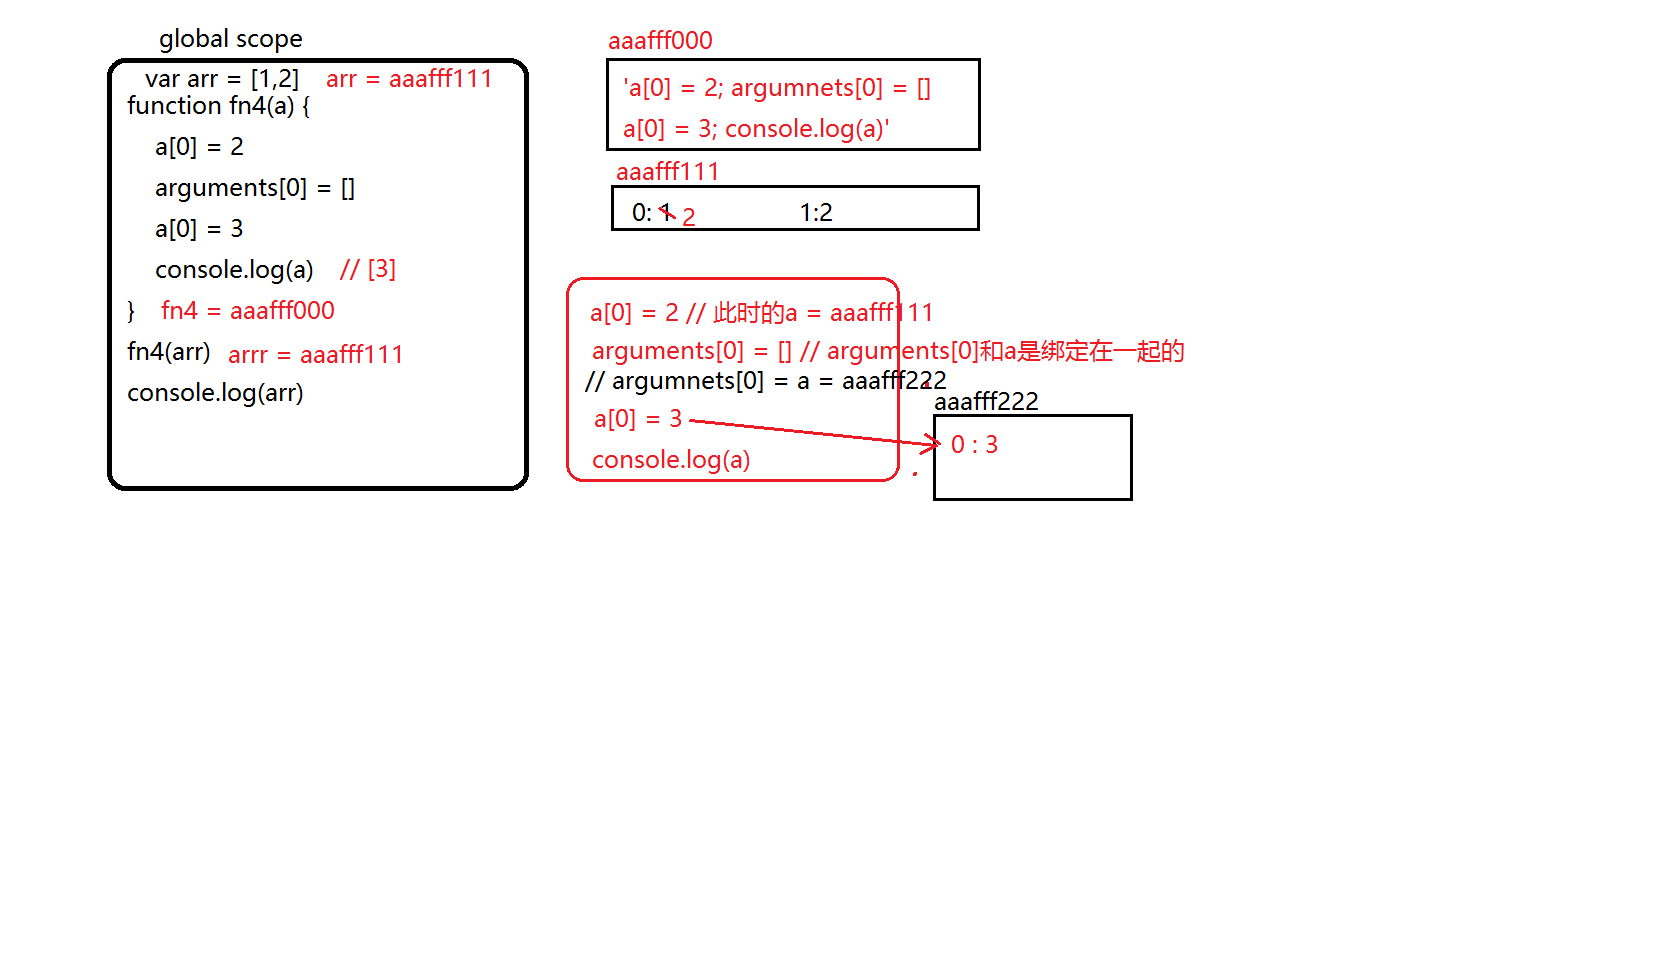 global scope
var arr = [1,2] arr = aaafff111
function fn4(a) {
a[0] = 2
arguments[0] = []
a[0] = 3
console.log(a) // [3]
} fn4 = aaafff000
fn4(arr) arrr = aaafff111
console.log(arr)
aaafff000
'a[0] = 2; argumnets[0] = []
a[0] = 3; console.log(a)'
aaafff111
0: 1 2 1:2
a[0] = 2 // 此时的a = aaafff111
arguments[0] = [] // arguments[0]和a是绑定在一起的
// argumnets[0] = a = aaafff222
a[0] = 3
console.log(a)
aaafff222
0 : 3